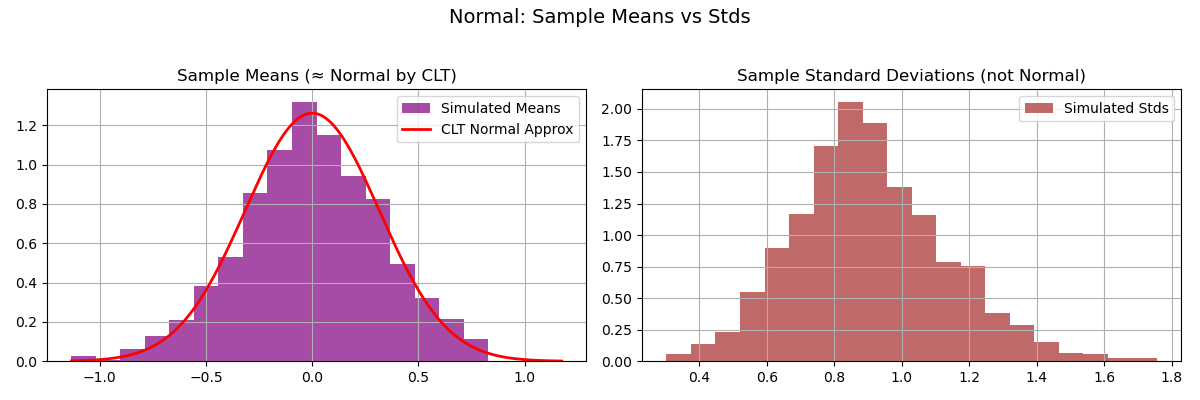 Normal: Sample Means vs Stds
Sample Means (≈ Normal by CLT)
Simulated Means
CLT Normal Approx
1.2
1.0
0.8
0.6
0.4
0.2
0.0
−1.0 −0.5 0.0 0.5 1.0
Sample Standard Deviations (not Normal)
Simulated Stds
2.00
1.75
1.50
1.25
1.00
0.75
0.50
0.25
0.00
0.4 0.6 0.8 1.0 1.2 1.4 1.6 1.8